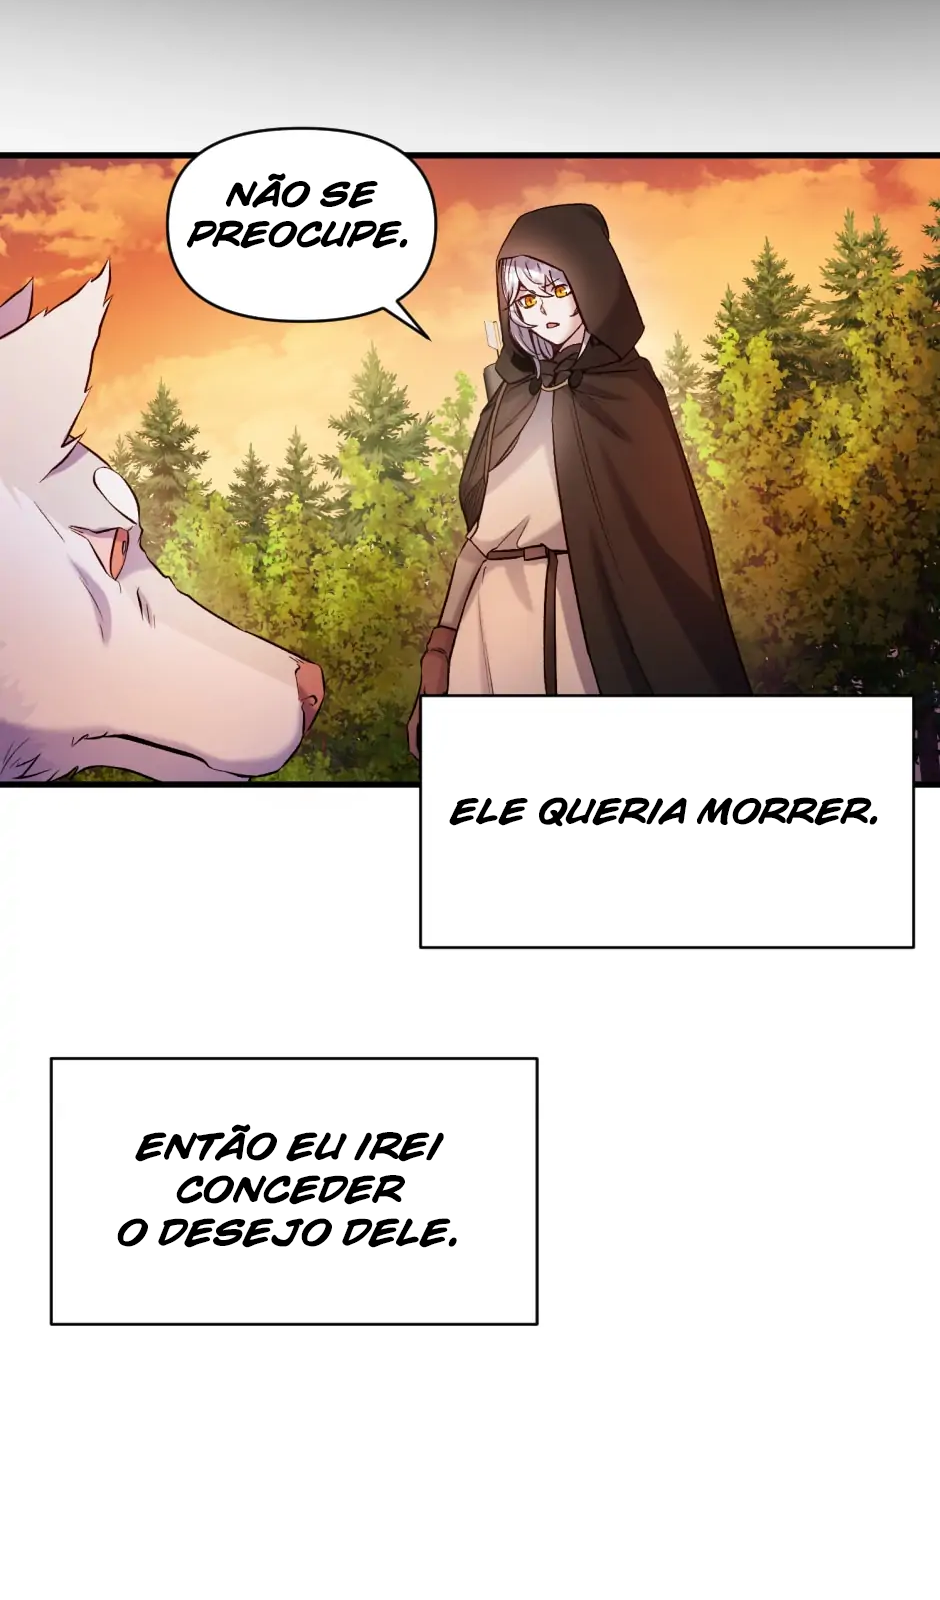 NÃO SE
PREOCUPE.
ELE QUERIA MORRER.
ENTÃO EU IREI
CONCEDER
O DESEJO DELE.